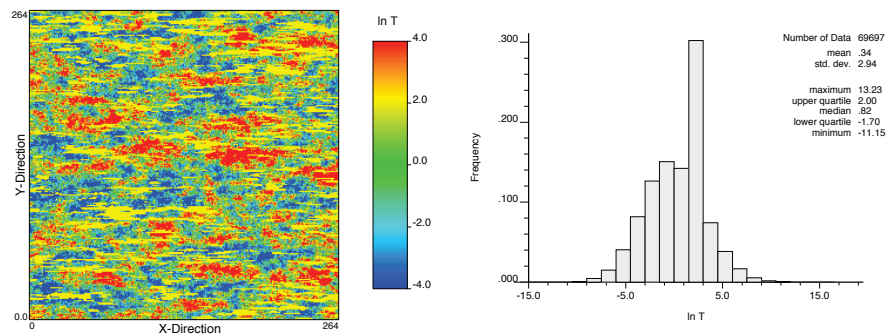 264
Y-Direction
0.0
0
X-Direction
264
ln T
4.0
2.0
0.0
-2.0
-4.0
Frequency
.300
.200
.100
.000
-15.0
-5.0
5.0
15.0
ln T
Number of Data 69697
mean .34
std. dev. 2.94
maximum 13.23
upper quartile 2.00
median .82
lower quartile -1.70
minimum -11.15